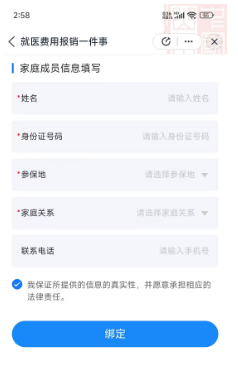 2:58
就医费用报销一件事
家庭成员信息填写
*姓名 请输入姓名
*身份证号码 请输入身份证号码
*参保地 请选择参保地
*家庭关系 请选择家庭关系
联系电话 请输入手机号
我保证所提供的信息的真实性，并愿意承担相应的
法律责任。
绑定